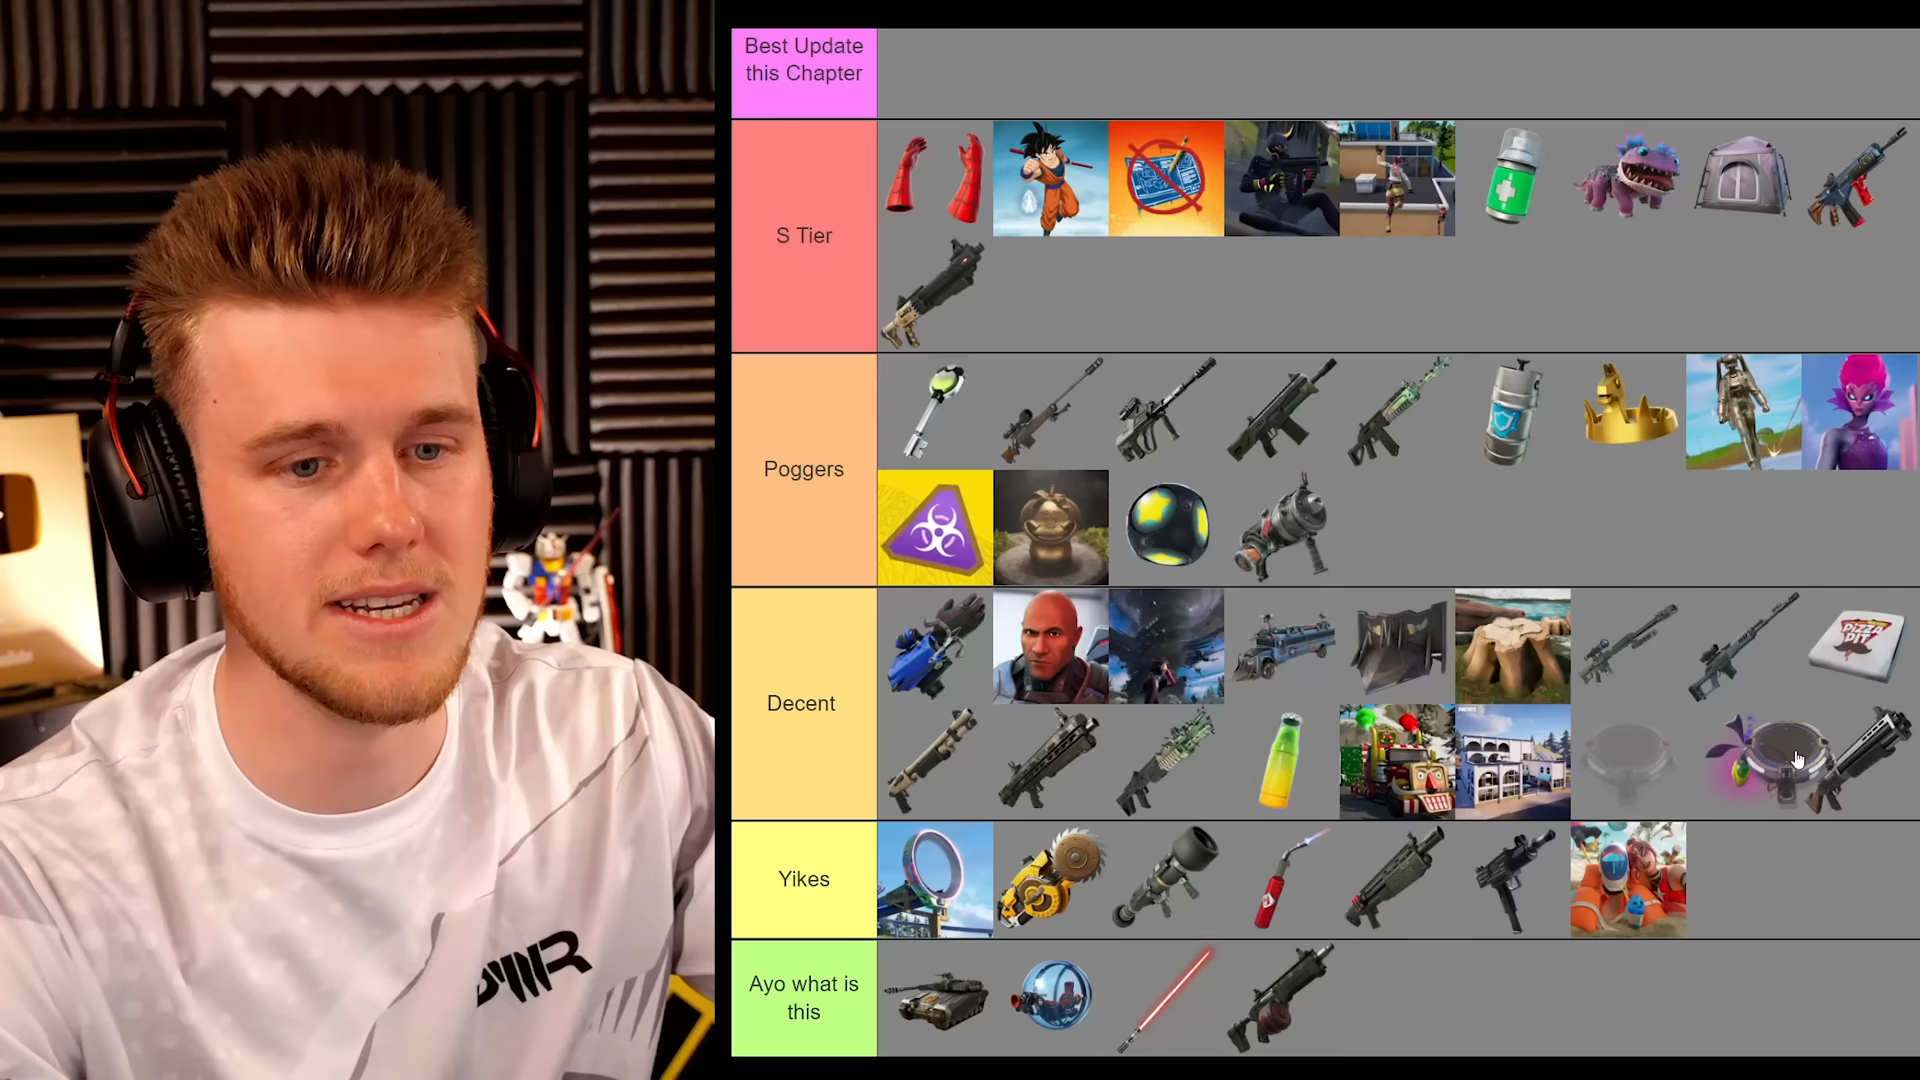 Best Update
this Chapter
S Tier
Poggers
Decent
PIZZA
PIT
Yikes
Ayo what is
this